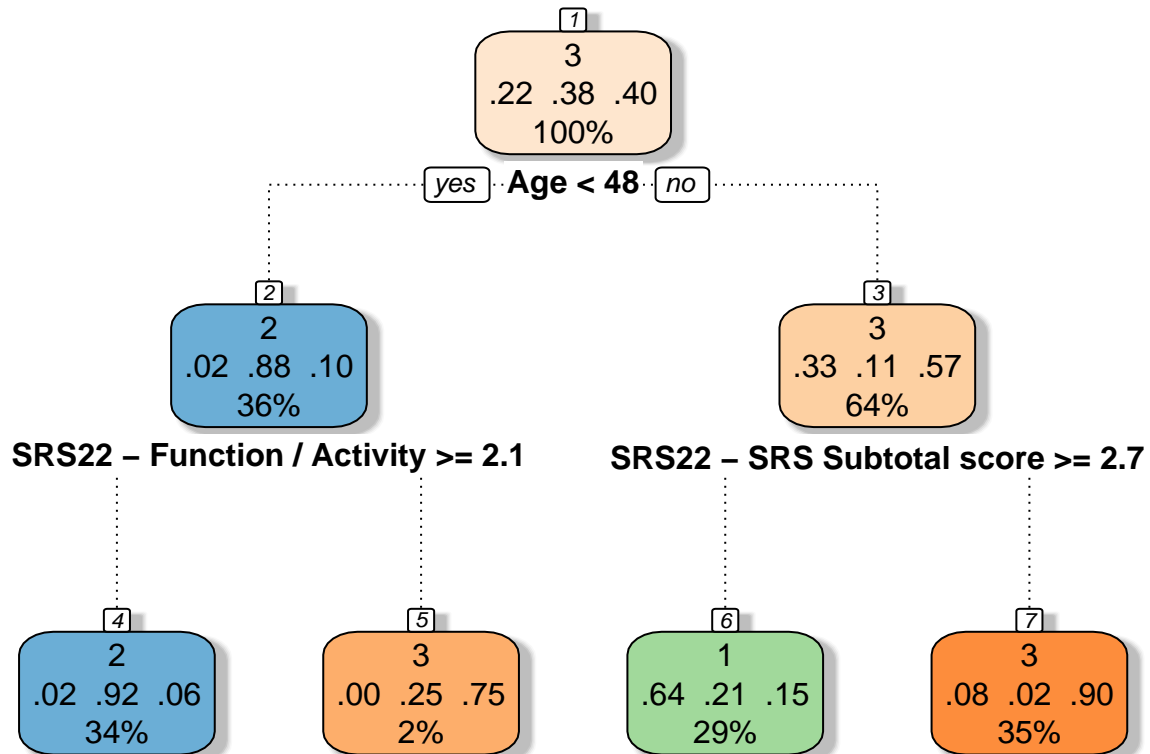 1
3
.22 .38 .40
100%
yes Age < 48 no
2
2
.02 .88 .10
36%
3
3
.33 .11 .57
64%
SRS22 – Function / Activity >= 2.1
SRS22 – SRS Subtotal score >= 2.7
4
2
.02 .92 .06
34%
5
3
.00 .25 .75
2%
6
1
.64 .21 .15
29%
7
3
.08 .02 .90
35%